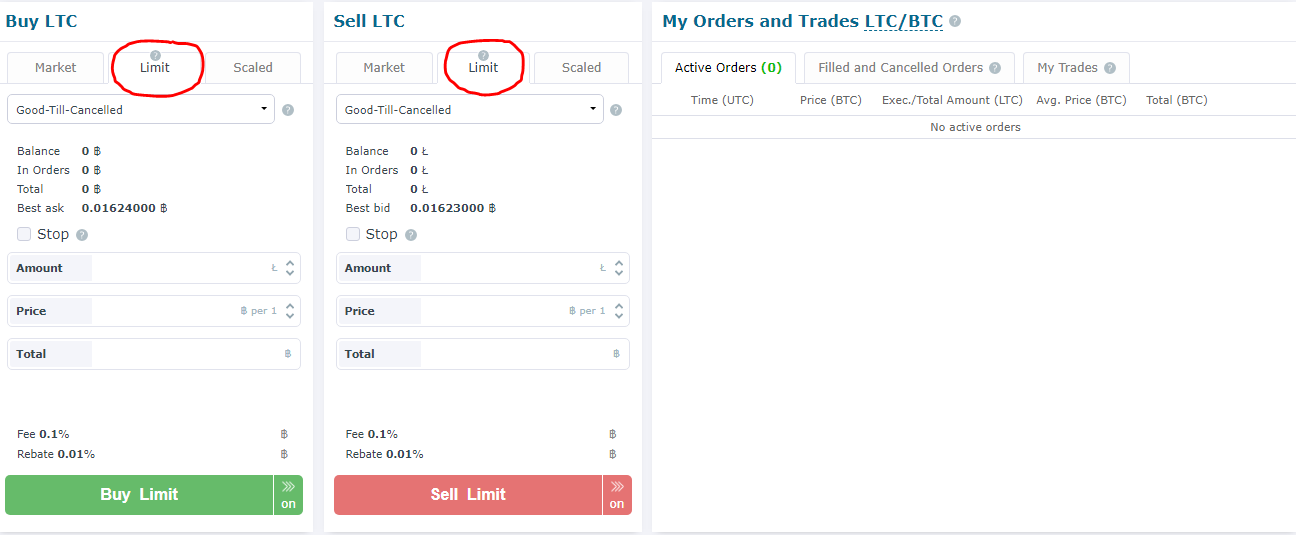 Buy LTC
Market Limit ? Scaled
Good-Till-Cancelled ?
Balance 0 ฿
In Orders 0 ฿
Total 0 ฿
Best ask 0.01624000 ฿
Stop ?
Amount Ł
Price ฿ per 1
Total ฿
Fee 0.1% ฿
Rebate 0.01% ฿
Buy Limit on
Sell LTC
Market Limit ? Scaled
Good-Till-Cancelled ?
Balance 0 Ł
In Orders 0 Ł
Total 0 Ł
Best bid 0.01623000 ฿
Stop ?
Amount Ł
Price ฿ per 1
Total ฿
Fee 0.1% ฿
Rebate 0.01% ฿
Sell Limit on
My Orders and Trades LTC/BTC ?
Active Orders (0) Filled and Cancelled Orders ? My Trades ?
Time (UTC) Price (BTC) Exec./Total Amount (LTC) Avg. Price (BTC) Total (BTC)
No active orders